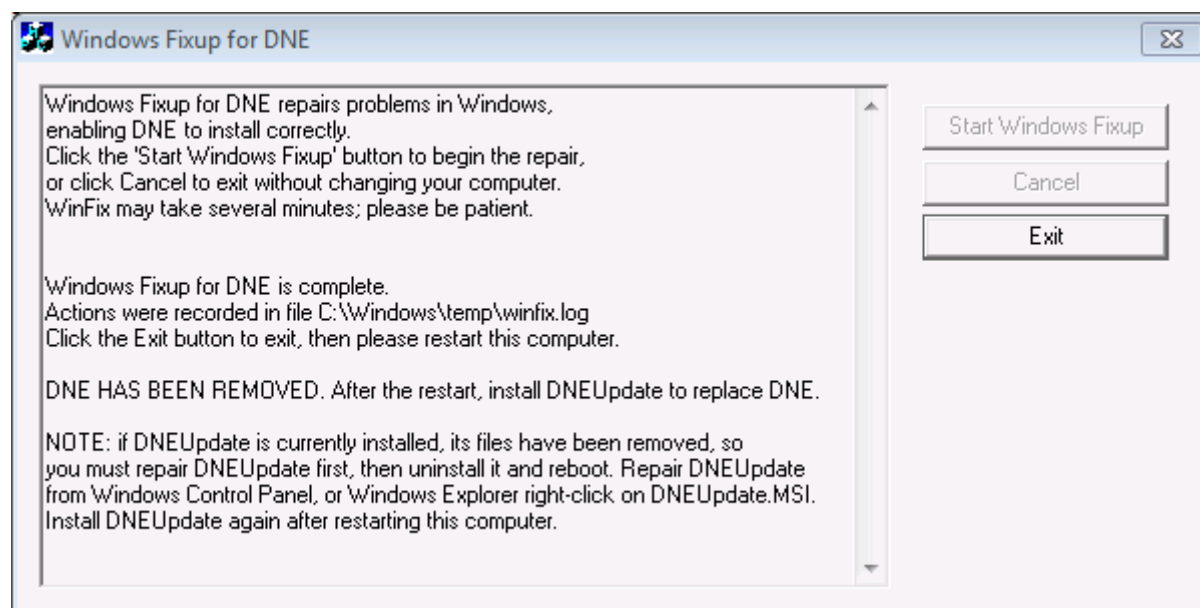 Windows Fixup for DNE
Windows Fixup for DNE repairs problems in Windows,
enabling DNE to install correctly.
Click the 'Start Windows Fixup' button to begin the repair,
or click Cancel to exit without changing your computer.
WinFix may take several minutes; please be patient.
Windows Fixup for DNE is complete.
Actions were recorded in file C:\Windows\temp\winfix.log
Click the Exit button to exit, then please restart this computer.
DNE HAS BEEN REMOVED. After the restart, install DNEUpdate to replace DNE.
NOTE: if DNEUpdate is currently installed, its files have been removed, so
you must repair DNEUpdate first, then uninstall it and reboot. Repair DNEUpdate
from Windows Control Panel, or Windows Explorer right-click on DNEUpdate.MSI.
Install DNEUpdate again after restarting this computer.
Start Windows Fixup
Cancel
Exit